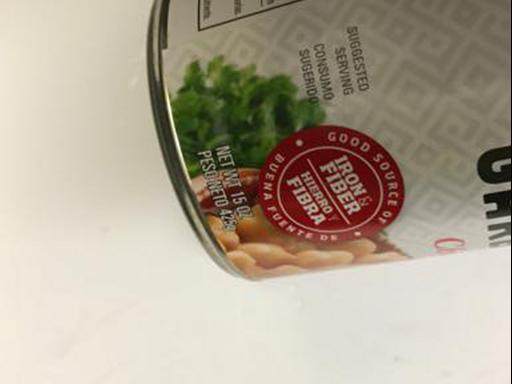 SUGGESTED
SERVING
CONSUMO
SUGERIDO
GOOD SOURCE OF
IRON &
FIBER
HIERRO Y
FIBRA
BUENA FUENTE DE
NET WT 15 OZ
PESO NETO 425g